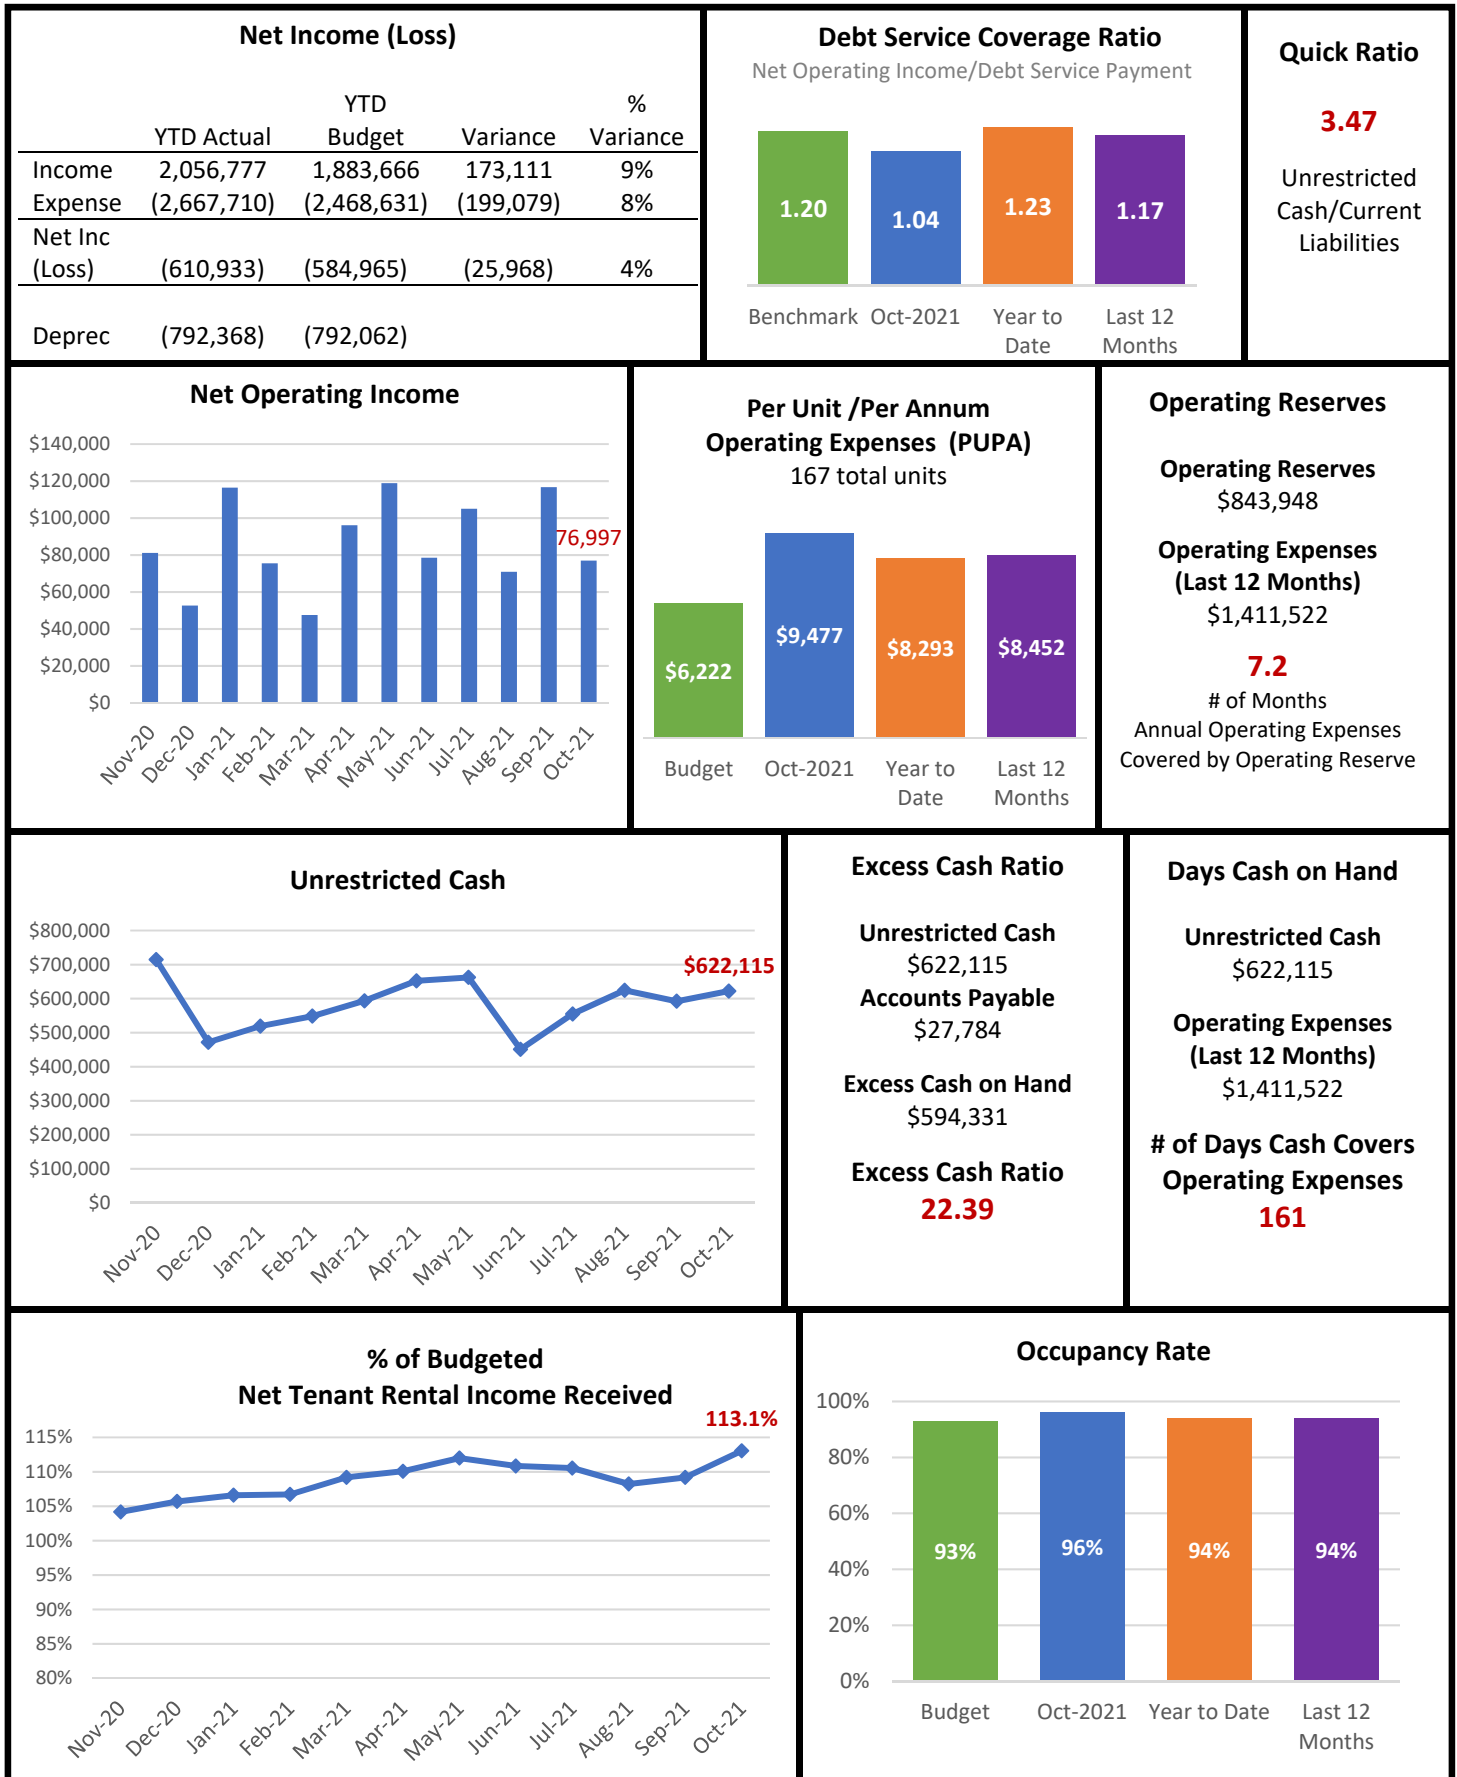 Net Income (Loss)
YTD Actual YTD Budget Variance % Variance
Income 2,056,777 1,883,666 173,111 9%
Expense (2,667,710) (2,468,631) (199,079) 8%
Net Inc
(Loss) (610,933) (584,965) (25,968) 4%
Deprec (792,368) (792,062)
Debt Service Coverage Ratio
Net Operating Income/Debt Service Payment
1.20 1.04 1.23 1.17
Benchmark Oct-2021 Year to Date Last 12 Months
Quick Ratio
3.47
Unrestricted
Cash/Current
Liabilities
Net Operating Income
$140,000
$120,000
$100,000
$80,000
$60,000
$40,000
$20,000
$0
76,997
Nov-20 Dec-20 Jan-21 Feb-21 Mar-21 Apr-21 May-21 Jun-21 Jul-21 Aug-21 Sep-21 Oct-21
Per Unit /Per Annum
Operating Expenses (PUPA)
167 total units
$6,222 $9,477 $8,293 $8,452
Budget Oct-2021 Year to Date Last 12 Months
Operating Reserves
Operating Reserves
$843,948
Operating Expenses
(Last 12 Months)
$1,411,522
7.2
# of Months
Annual Operating Expenses
Covered by Operating Reserve
Unrestricted Cash
$800,000
$700,000
$600,000
$500,000
$400,000
$300,000
$200,000
$100,000
$0
$622,115
Nov-20 Dec-20 Jan-21 Feb-21 Mar-21 Apr-21 May-21 Jun-21 Jul-21 Aug-21 Sep-21 Oct-21
Excess Cash Ratio
Unrestricted Cash
$622,115
Accounts Payable
$27,784
Excess Cash on Hand
$594,331
Excess Cash Ratio
22.39
Days Cash on Hand
Unrestricted Cash
$622,115
Operating Expenses
(Last 12 Months)
$1,411,522
# of Days Cash Covers
Operating Expenses
161
% of Budgeted
Net Tenant Rental Income Received
113.1%
115%
110%
105%
100%
95%
90%
85%
80%
Nov-20 Dec-20 Jan-21 Feb-21 Mar-21 Apr-21 May-21 Jun-21 Jul-21 Aug-21 Sep-21 Oct-21
Occupancy Rate
100%
80%
60%
40%
20%
0%
93% 96% 94% 94%
Budget Oct-2021 Year to Date Last 12 Months